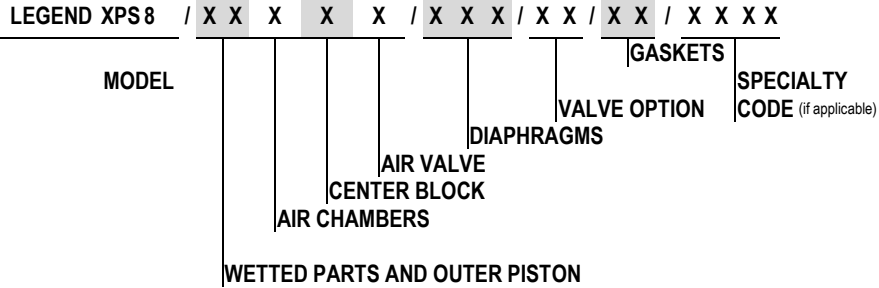 LEGEND XPS 8 / X X X X X / X X X / X X / X X / X X X X
GASKETS
MODEL SPECIALTY
VALVE OPTION CODE (if applicable)
DIAPHRAGMS
AIR VALVE
CENTER BLOCK
AIR CHAMBERS
WETTED PARTS AND OUTER PISTON